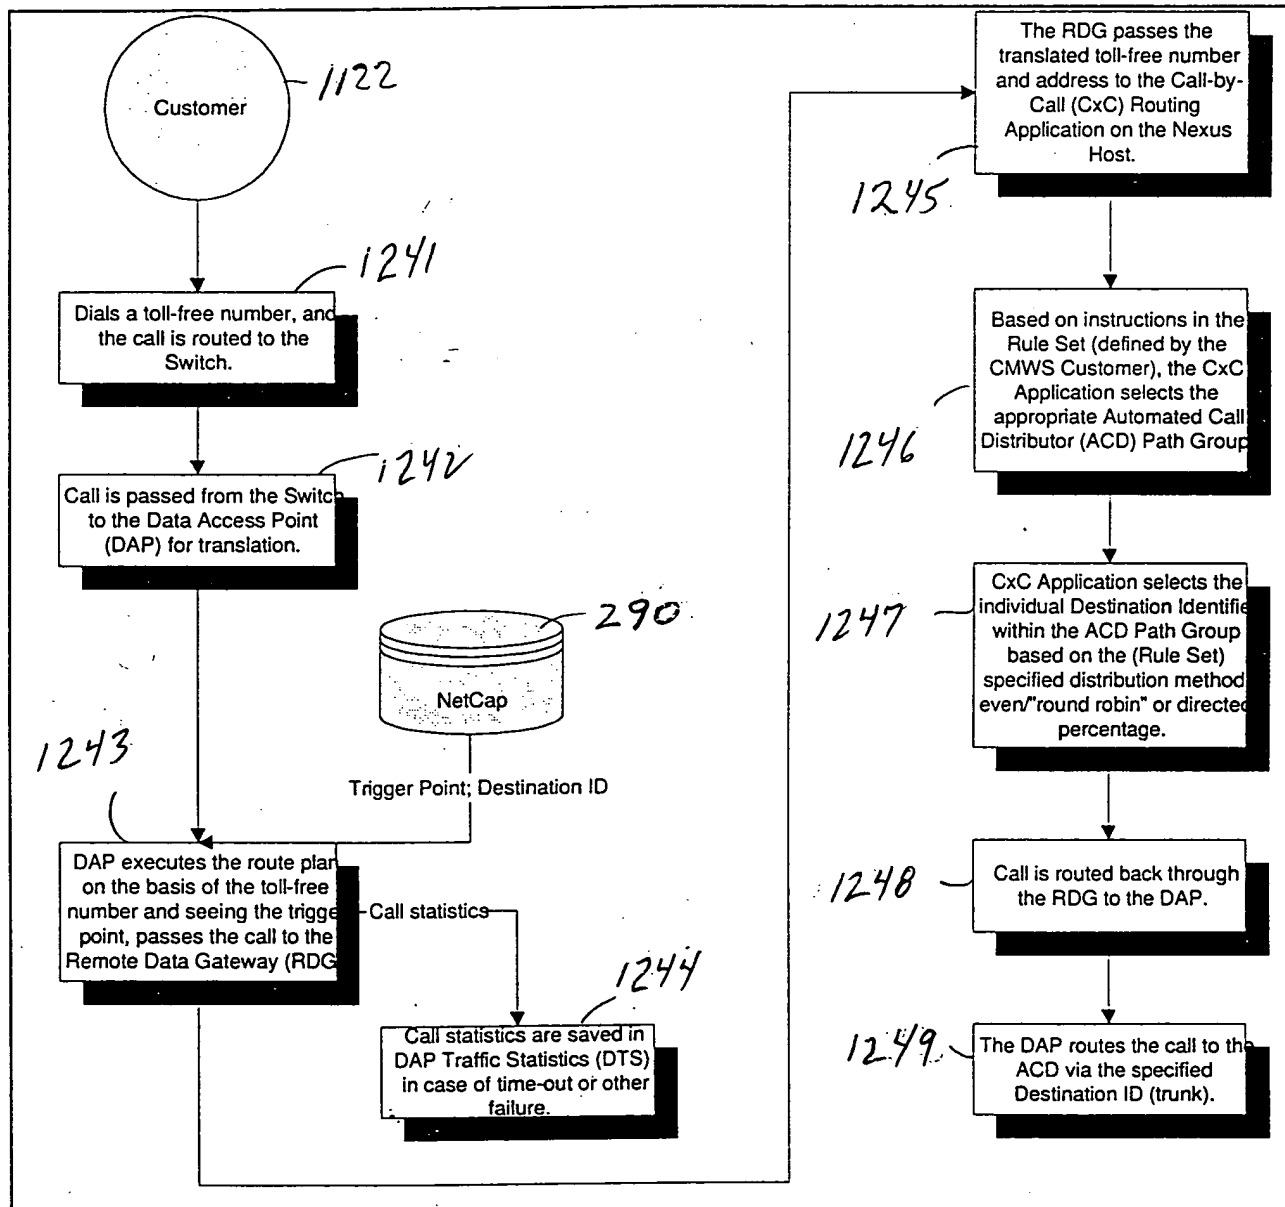 Customer
1122
1241
Dials a toll-free number, and
the call is routed to the
Switch.
1242
Call is passed from the Switch
to the Data Access Point
(DAP) for translation.
290
NetCap
Trigger Point; Destination ID
1243
DAP executes the route plan
on the basis of the toll-free
number and seeing the trigge
point, passes the call to the
Remote Data Gateway (RDG
Call statistics
1244
Call statistics are saved in
DAP Traffic Statistics (DTS)
in case of time-out or other
failure.
The RDG passes the
translated toll-free number
and address to the Call-by-
Call (CxC) Routing
Application on the Nexus
Host.
1245
Based on instructions in the
Rule Set (defined by the
CMWS Customer), the CxC
Application selects the
appropriate Automated Call
Distributor (ACD) Path Group
1246
CxC Application selects the
individual Destination Identifie
within the ACD Path Group
based on the (Rule Set)
specified distribution method
even/"round robin" or directed
percentage.
1247
Call is routed back through
the RDG to the DAP.
1248
The DAP routes the call to the
ACD via the specified
Destination ID (trunk).
1249